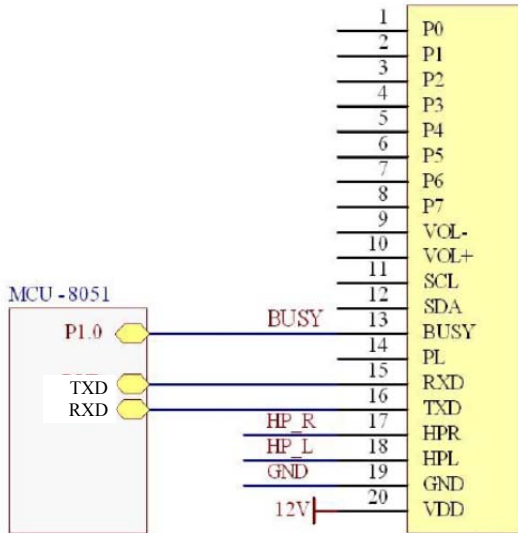 1 P0
2 P1
3 P2
4 P3
5 P4
6 P5
7 P6
8 P7
9 VOL-
10 VOL+
11 SCL
12 SDA
MCU-8051
P1.0 BUSY 13 BUSY
14 PL
TXD 15 RXD
RXD 16 TXD
HP_R 17 HPR
HP_L 18 HPL
GND 19 GND
12V 20 VDD